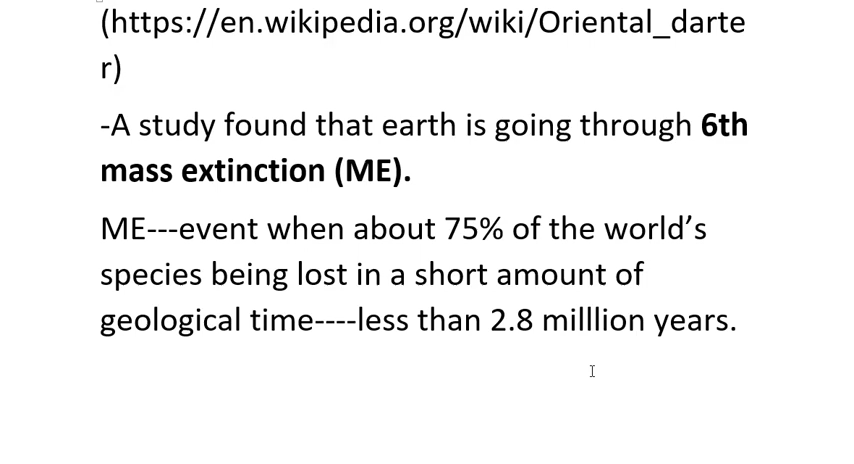 (https://en.wikipedia.org/wiki/Oriental_darte
r)
-A study found that earth is going through 6th
mass extinction (ME).
ME---event when about 75% of the world’s
species being lost in a short amount of
geological time----less than 2.8 milllion years.